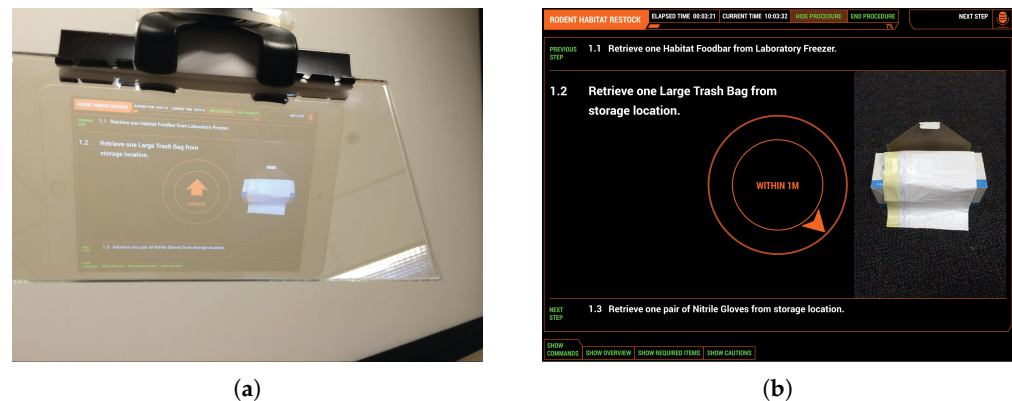 RODENT HABITAT RESTOCK
1.1 Retrieve one Habitat Foodbar from Laboratory Freezer.
1.2 Retrieve one Large Trash Bag from
storage location.
1.3 Retrieve one pair of Nitrile Gloves from storage location.
(a)
RODENT HABITAT RESTOCK ELAPSED TIME 00:03:21 CURRENT TIME 10:03:32 HIDE PROCEDURE END PROCEDURE NEXT STEP
7%
PREVIOUS
STEP
1.1 Retrieve one Habitat Foodbar from Laboratory Freezer.
1.2 Retrieve one Large Trash Bag from
storage location.
WITHIN 1M
NEXT
STEP
1.3 Retrieve one pair of Nitrile Gloves from storage location.
SHOW
COMMANDS SHOW OVERVIEW SHOW REQUIRED ITEMS SHOW CAUTIONS
(b)